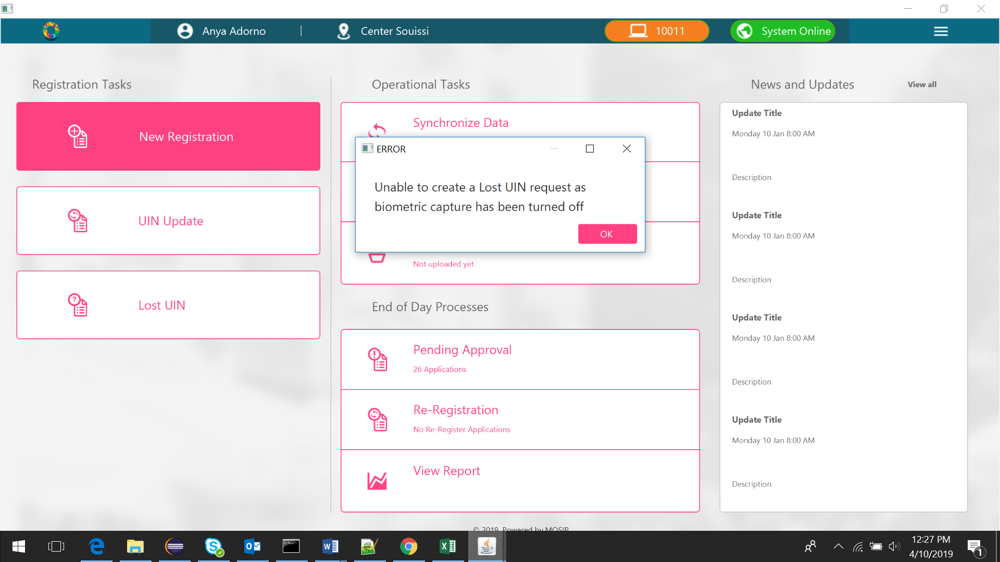 MOSIP
Anya Adorno
|
Center Souissi
10011
System Online
Registration Tasks
New Registration
UIN Update
Lost UIN
Operational Tasks
Synchronize Data
ERROR
Unable to create a Lost UIN request as
biometric capture has been turned off
OK
Not uploaded yet
End of Day Processes
Pending Approval
26 Applications
Re-Registration
No Re-Register Applications
View Report
News and Updates
View all
Update Title
Monday 10 Jan 8:00 AM
Description
Update Title
Monday 10 Jan 8:00 AM
Description
Update Title
Monday 10 Jan 8:00 AM
Description
Update Title
Monday 10 Jan 8:00 AM
Description
© 2019 Powered by MOSIP
12:27 PM
4/10/2019
1